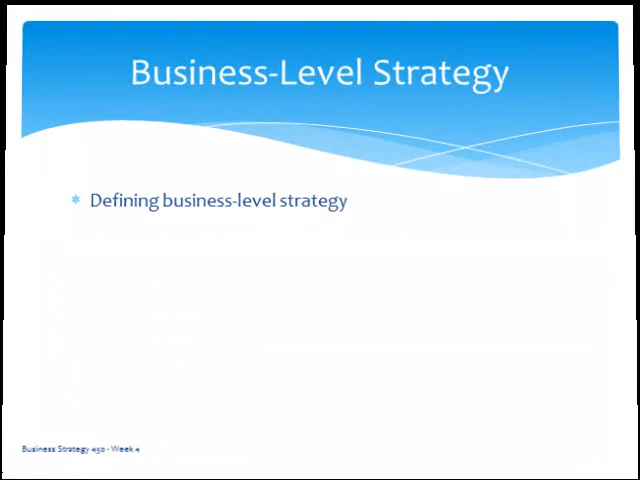 Business-Level Strategy
Defining business-level strategy
Business Strategy 450 - Week 4